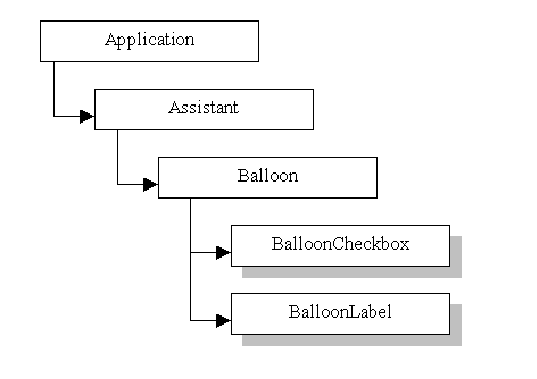 Application
Assistant
Balloon
BalloonCheckbox
BalloonLabel